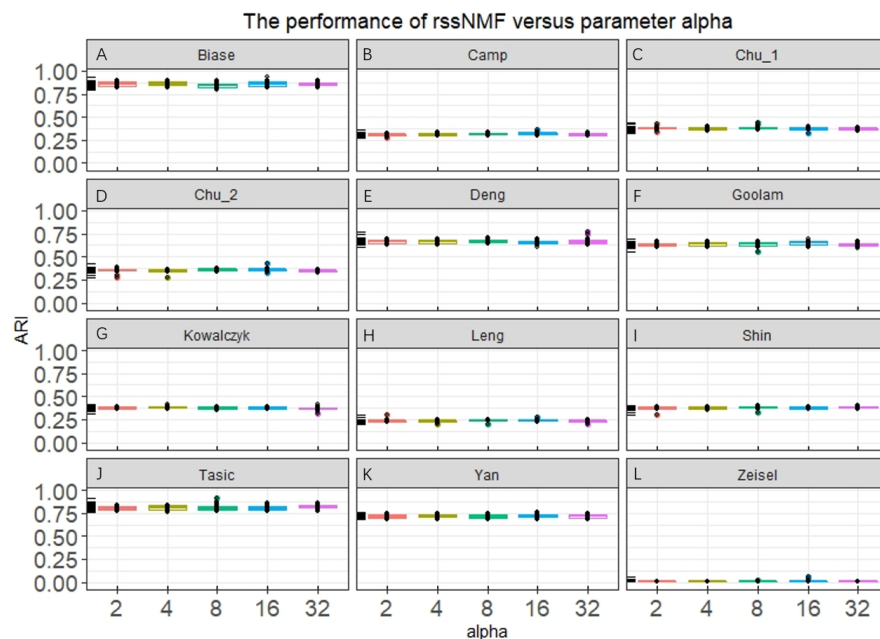 The performance of rssNMF versus parameter alpha
A Biase B Camp C Chu_1
1.00
0.75
0.50
0.25
0.00
D Chu_2 E Deng F Goolam
1.00
0.75
0.50
0.25
0.00
ARI
G Kowalczyk H Leng I Shin
1.00
0.75
0.50
0.25
0.00
J Tasic K Yan L Zeisel
1.00
0.75
0.50
0.25
0.00
2 4 8 16 32 2 4 8 16 32 2 4 8 16 32
alpha